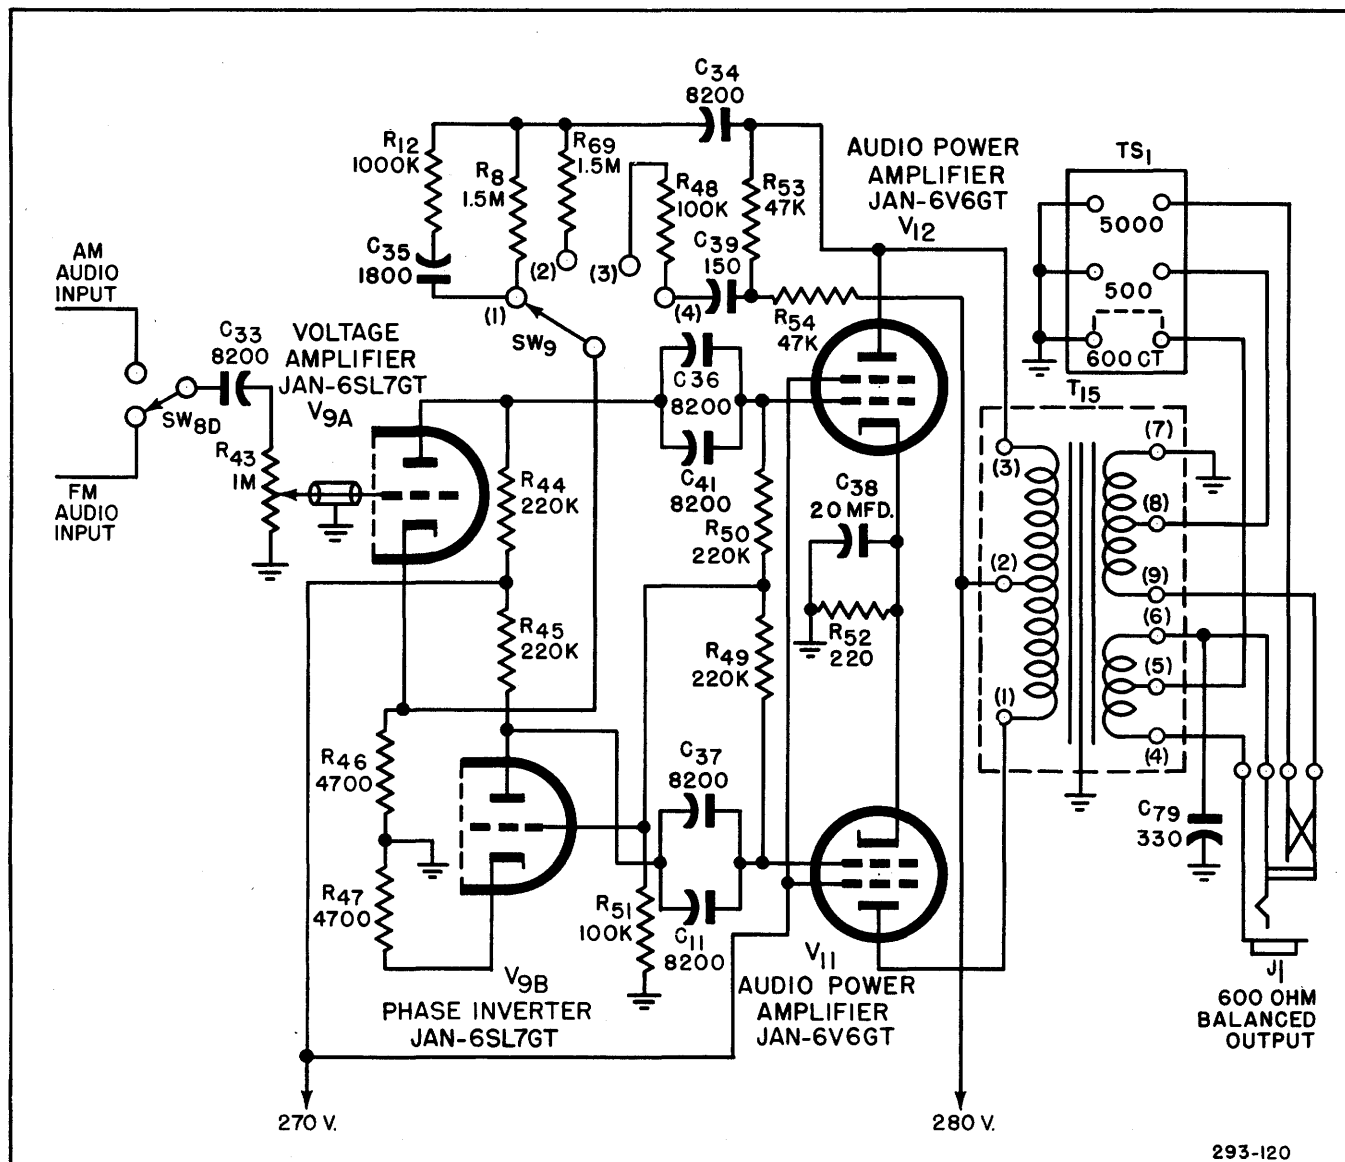 C34
8200
R12
1000K
R8
1.5M
R69
1.5M
R48
100K
R53
47K
AUDIO POWER
AMPLIFIER
JAN-6V6GT
V12
TS1
5000
500
600 CT
AM
AUDIO
INPUT
C35
1800
(1)
(2)
(3)
(4)
C39
150
R54
47K
SW9
C33
8200
VOLTAGE
AMPLIFIER
JAN-6SL7GT
V9A
SW8D
C36
8200
C41
8200
T15
(7)
(8)
(9)
(6)
(5)
(4)
(3)
(2)
(1)
R43
1M
FM
AUDIO
INPUT
R44
220K
R50
220K
C38
20 MFD.
R45
220K
R49
220K
R52
220
R46
4700
R47
4700
C37
8200
C11
8200
R51
100K
C79
330
V9B
PHASE INVERTER
JAN-6SL7GT
V11
AUDIO POWER
AMPLIFIER
JAN-6V6GT
J1
600 OHM
BALANCED
OUTPUT
270 V.
280 V.
293-120